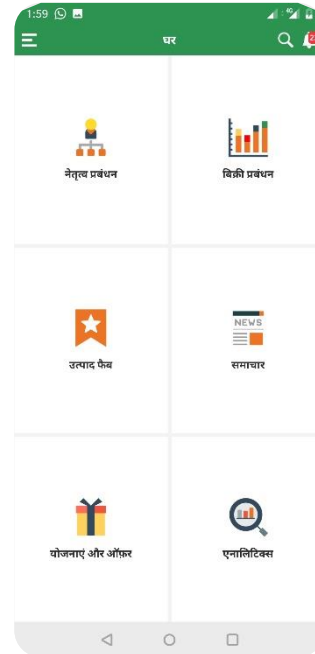 1:59
घर
नेतृत्व प्रबंधन
बिक्री प्रबंधन
उत्पाद फैब
NEWS
समाचार
योजनाएं और ऑफ़र
एनालिटिक्स